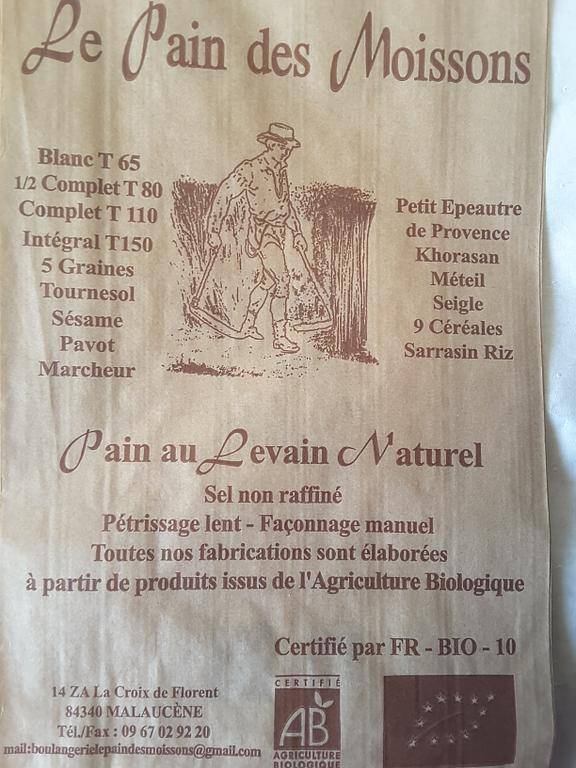 Le Pain des Moissons
Blanc T 65
1/2 Complet T 80
Complet T 110
Intégral T150
5 Graines
Tournesol
Sésame
Pavot
Marcheur
Petit Epeautre
de Provence
Khorasan
Méteil
Seigle
9 Céréales
Sarrasin Riz
Pain au Levain Naturel
Sel non raffiné
Pétrissage lent - Façonnage manuel
Toutes nos fabrications sont élaborées
à partir de produits issus de l'Agriculture Biologique
Certifié par FR - BIO - 10
14 ZA La Croix de Florent
84340 MALAUCÈNE
Tél./Fax : 09 67 02 92 20
mail:boulangerielepaindesmoissons@gmail.com
CERTIFIÉ
AB
AGRICULTURE
BIOLOGIQUE